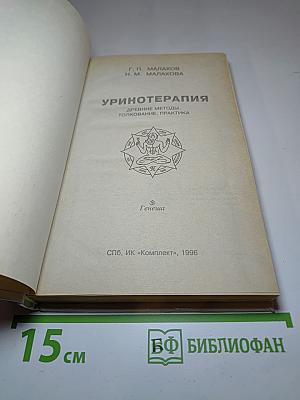 Г. П. МАЛАХОВ
Н. М. МАЛАХОВА
УРИНОТЕРАПИЯ
ДРЕВНИЕ МЕТОДЫ,
ТОЛКОВАНИЕ, ПРАКТИКА
Генеша
СПб, ИК «Комплект», 1996
15 см
БФ БИБЛИОФАН